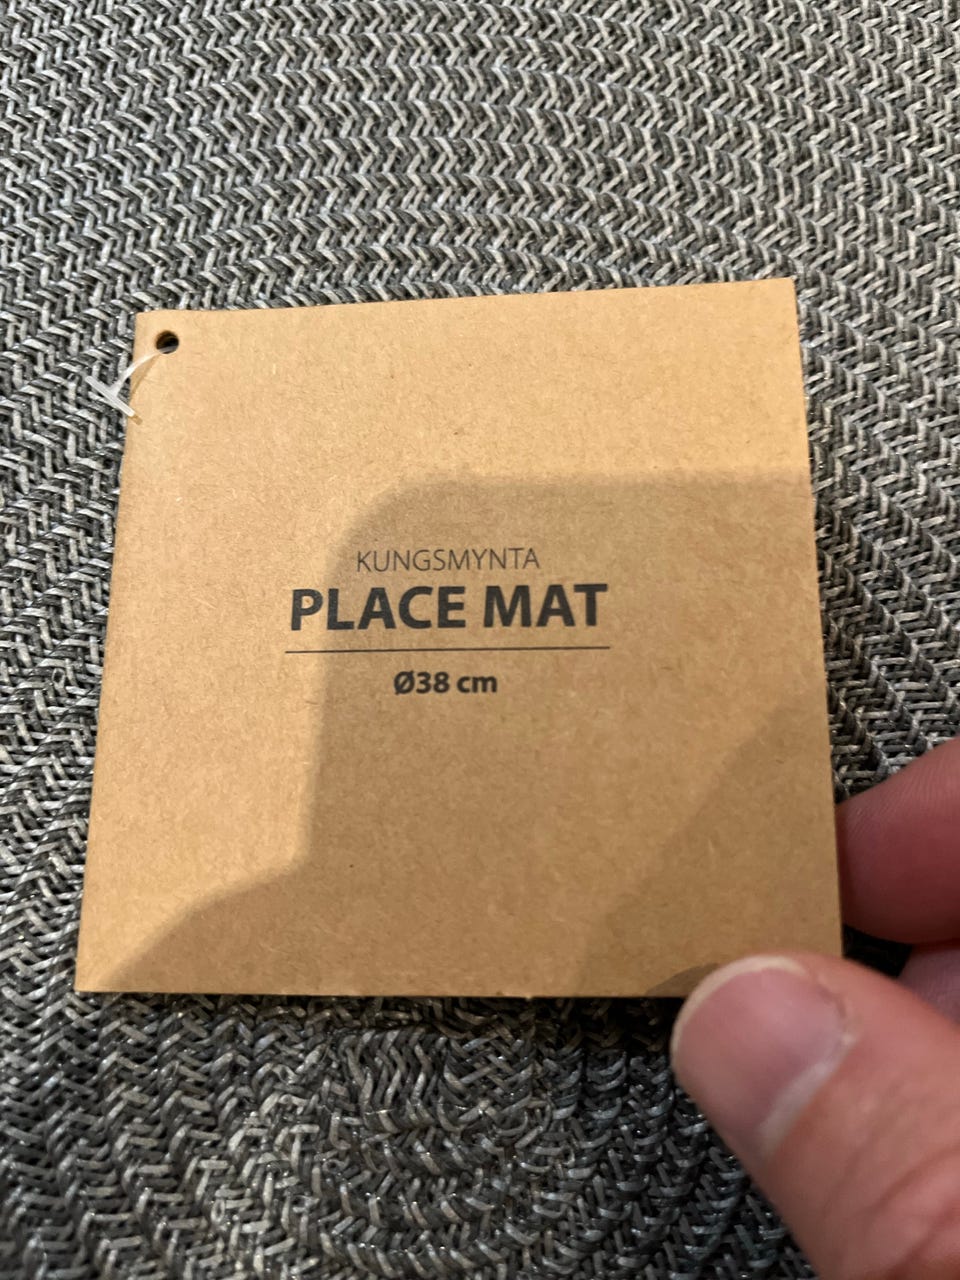 KUNGSMYNTA
PLACE MAT
Ø38 cm